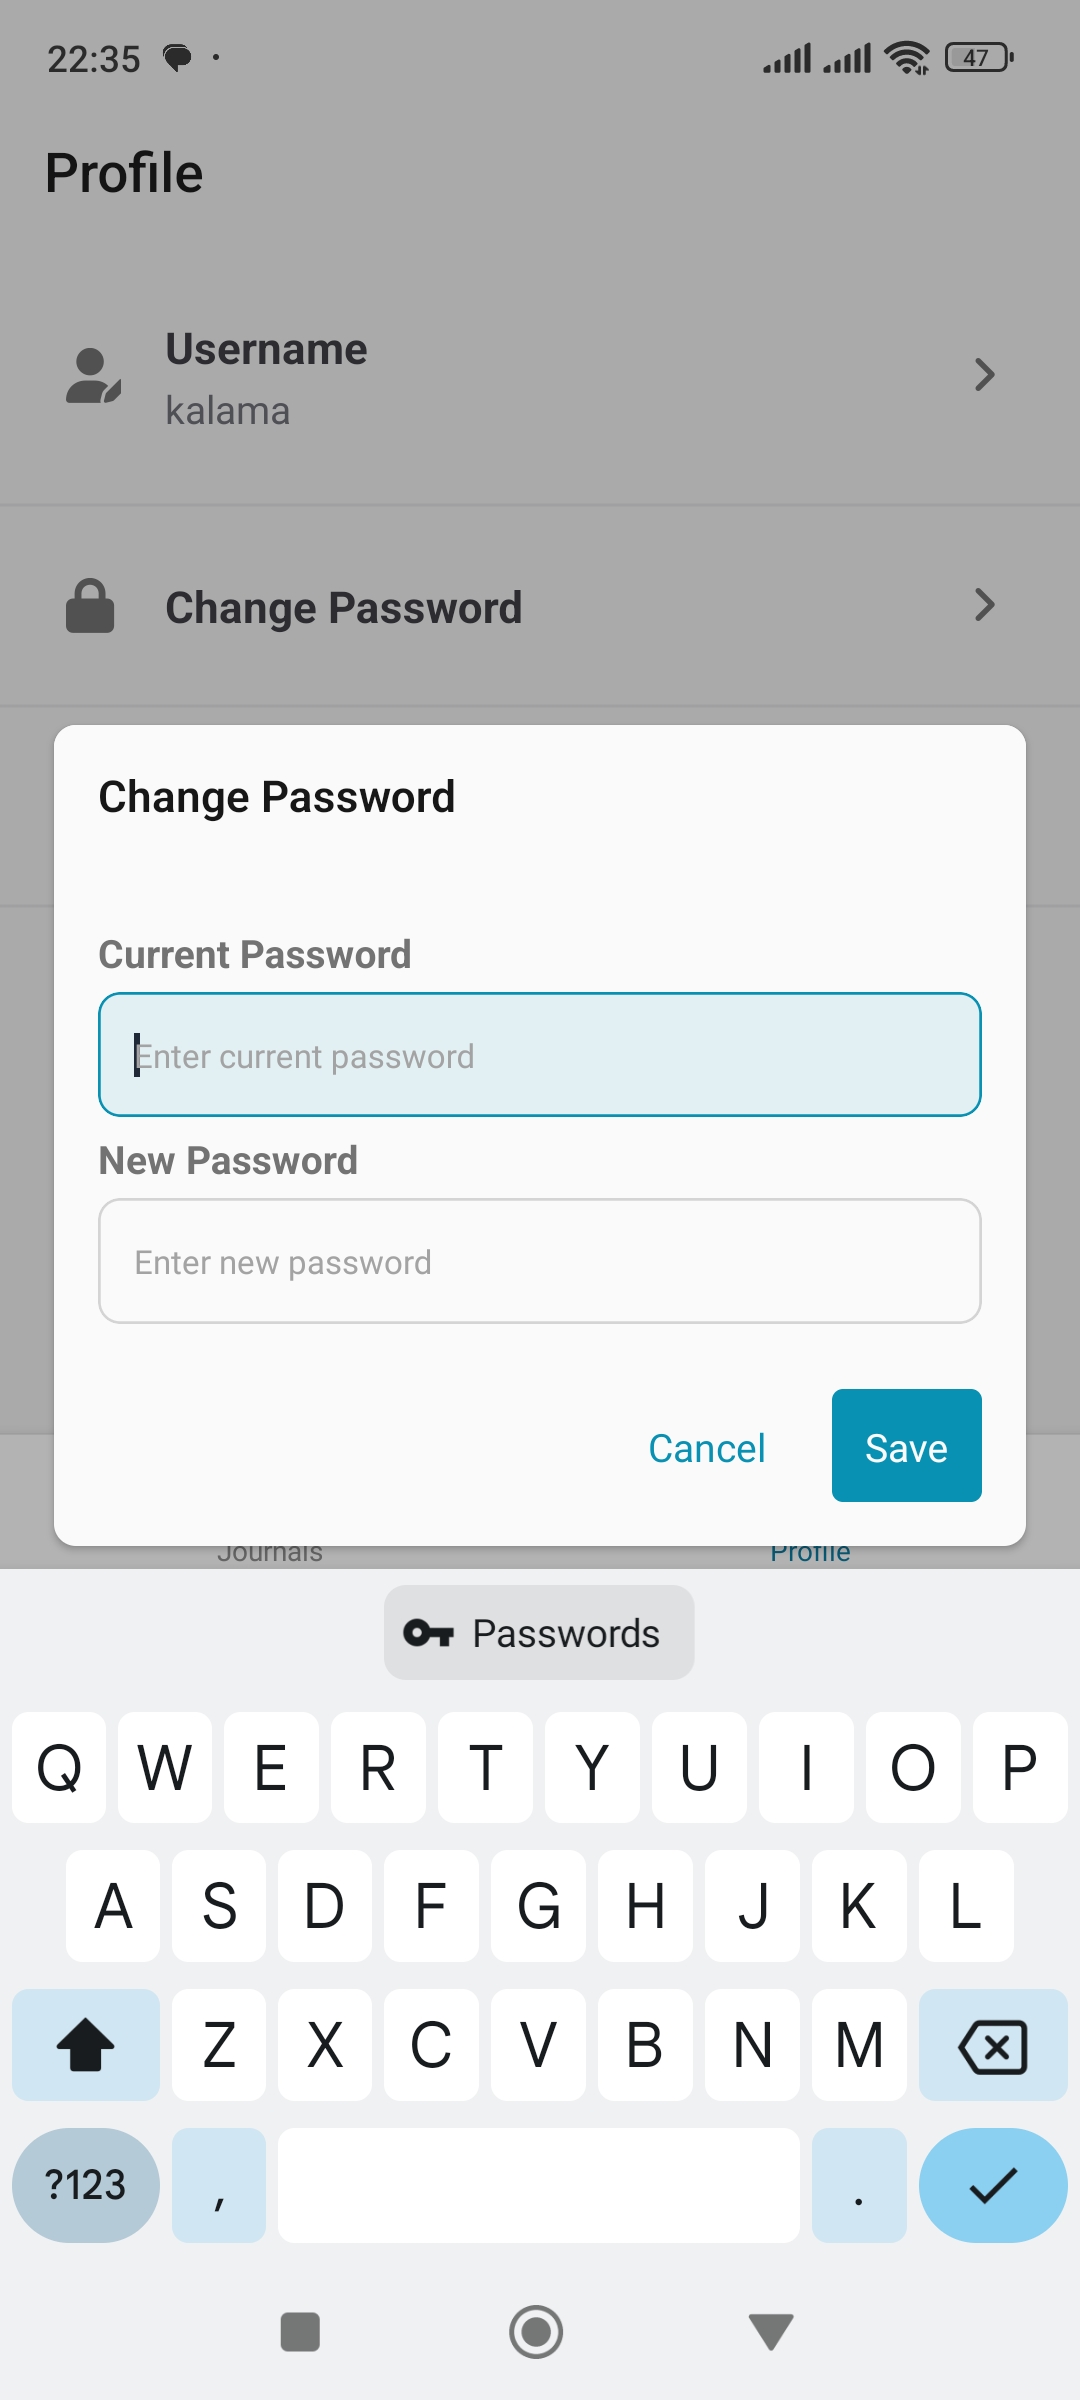 22:35
47
Profile
Username
kalama
Change Password
Change Password
Current Password
Enter current password
New Password
Enter new password
Cancel Save
Journals Profile
Passwords
Q W E R T Y U I O P
A S D F G H J K L
Z X C V B N M
?123 , .